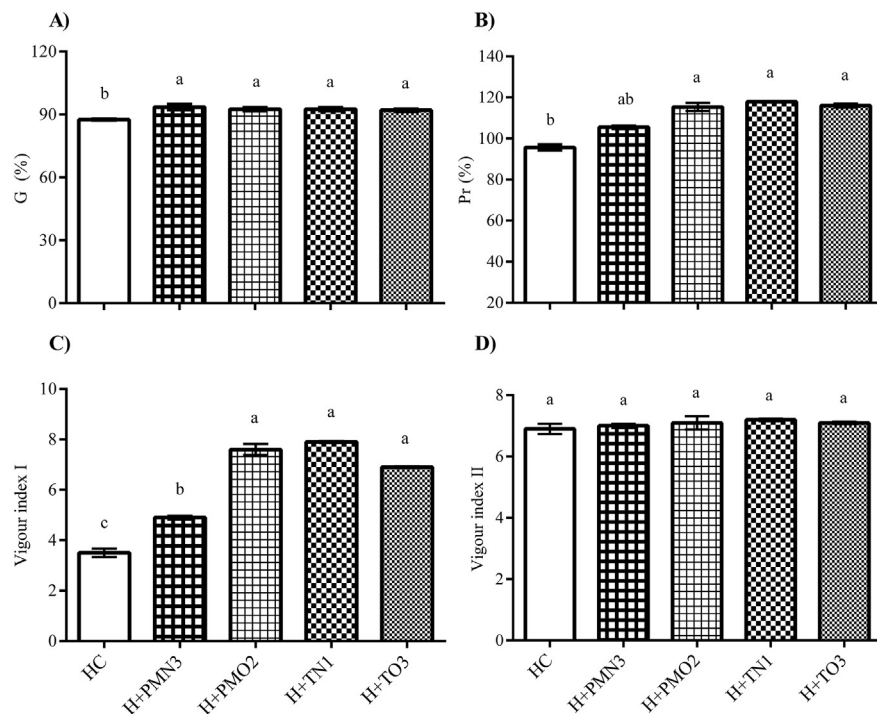 A)
120
90
60
30
0
G (%)
b
a
a
a
a
B)
140
120
100
80
60
40
20
Pr (%)
b
ab
a
a
a
C)
10
8
6
4
2
0
Vigour index I
c
b
a
a
a
HC
H+PMN3
H+PMO2
H+TN1
H+TO3
D)
8
6
4
2
0
Vigour index II
a
a
a
a
a
HC
H+PMN3
H+PMO2
H+TN1
H+TO3